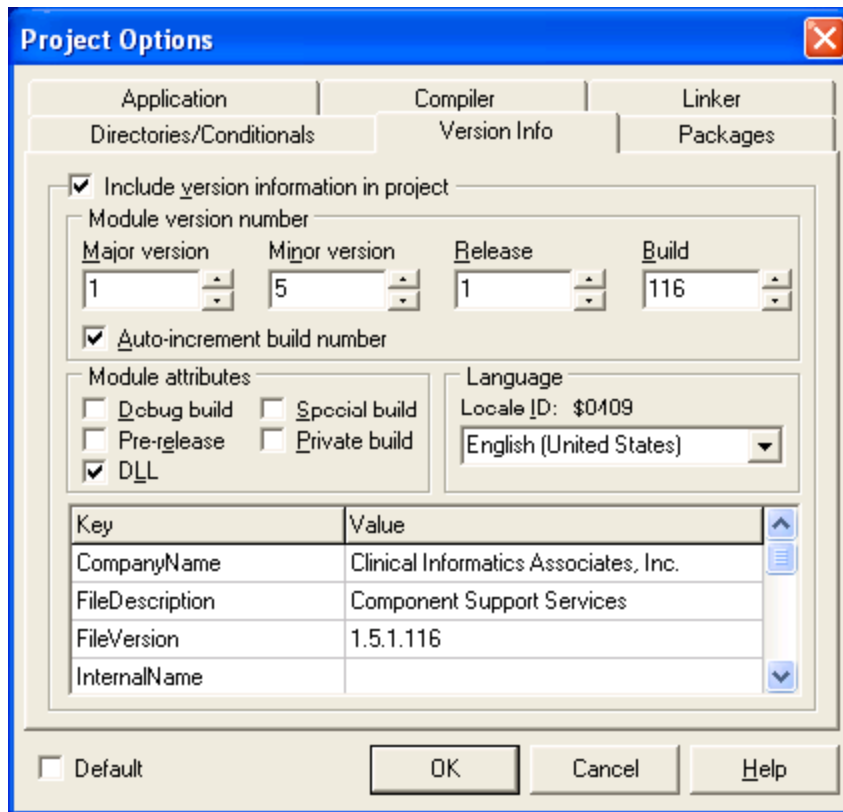 Project Options
Application Compiler Linker
Directories/Conditionals Version Info Packages
Include version information in project
Module version number
Major version Minor version Release Build
1 5 1 116
Auto-increment build number
Module attributes Language
Debug build Special build Locale ID: $0409
Pre-release Private build English (United States)
DLL
Key Value
CompanyName Clinical Informatics Associates, Inc.
FileDescription Component Support Services
FileVersion 1.5.1.116
InternalName
Default OK Cancel Help